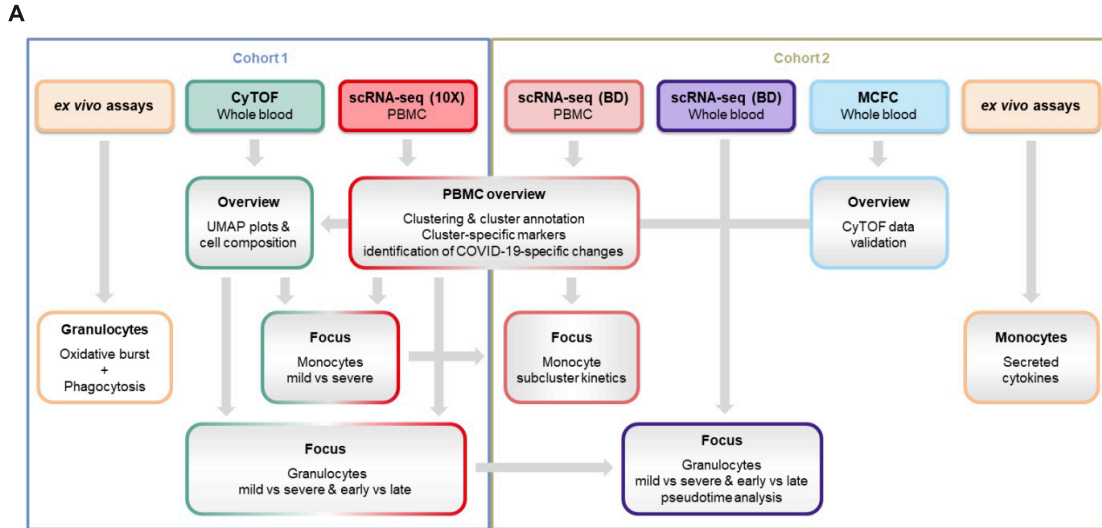 A
Cohort 1
Cohort 2
ex vivo assays
CyTOF
Whole blood
scRNA-seq (10X)
PBMC
scRNA-seq (BD)
PBMC
scRNA-seq (BD)
Whole blood
MCFC
Whole blood
ex vivo assays
Overview
UMAP plots &
cell composition
PBMC overview
Clustering & cluster annotation
Cluster-specific markers
identification of COVID-19-specific changes
Overview
CyTOF data
validation
Granulocytes
Oxidative burst
+
Phagocytosis
Focus
Monocytes
mild vs severe
Focus
Monocyte
subcluster kinetics
Monocytes
Secreted
cytokines
Focus
Granulocytes
mild vs severe & early vs late
Focus
Granulocytes
mild vs severe & early vs late
pseudotime analysis